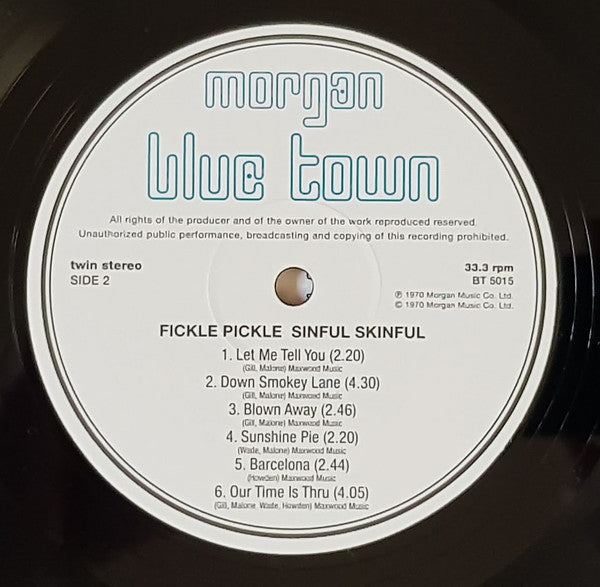 morgan
blue town
All rights of the producer and of the owner of the work reproduced reserved.
Unauthorized public performance, broadcasting and copying of this recording prohibited.
twin stereo
SIDE 2
33.3 rpm
BT 5015
℗ 1970 Morgan Music Co. Ltd.
© 1970 Morgan Music Co. Ltd.
FICKLE PICKLE SINFUL SKINFUL
1. Let Me Tell You (2.20)
(Gill, Malone) Maxwood Music
2. Down Smokey Lane (4.30)
(Gill, Malone) Maxwood Music
3. Blown Away (2.46)
(Gill, Malone) Maxwood Music
4. Sunshine Pie (2.20)
(Wade, Malone) Maxwood Music
5. Barcelona (2.44)
(Howden) Maxwood Music
6. Our Time Is Thru (4.05)
(Gill, Malone, Wade, Howden) Maxwood Music